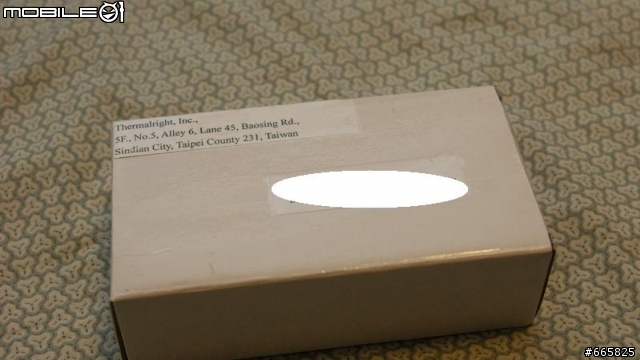 MOBILE01
Thermalright, Inc.,
5F., No.5, Alley 6, Lane 45, Baosing Rd.,
Sindian City, Taipei County 231, Taiwan
#665825